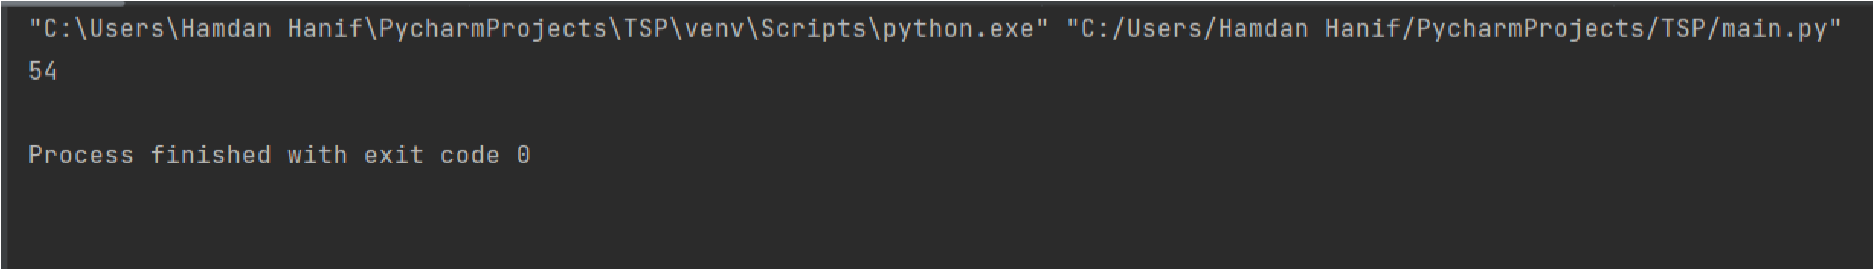 "C:\Users\Hamdan Hanif\PycharmProjects\TSP\venv\Scripts\python.exe" "C:/Users/Hamdan Hanif/PycharmProjects/TSP/main.py"
54
Process finished with exit code 0